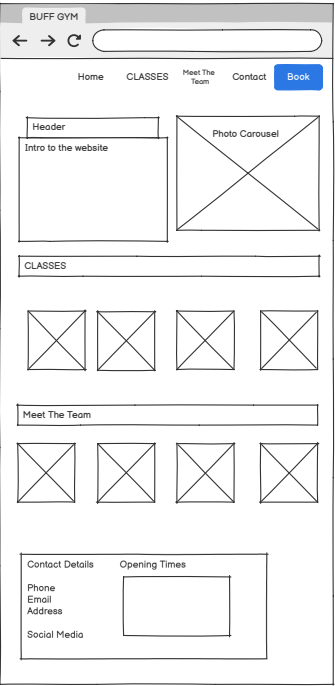 BUFF GYM
Home
CLASSES
Meet The
Team
Contact
Book
Header
Intro to the website
Photo Carousel
CLASSES
Meet The Team
Contact Details
Opening Times
Phone
Email
Address
Social Media